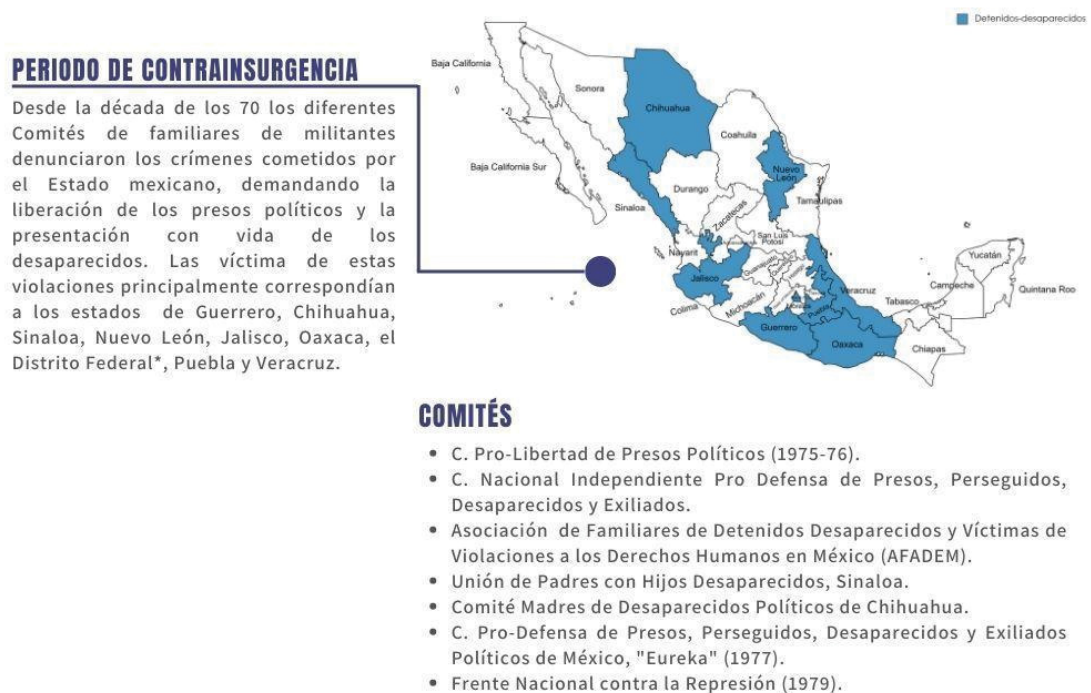 Detenidos-desaparecidos
PERIODO DE CONTRAINSURGENCIA
Desde la década de los 70 los diferentes
Comités de familiares de militantes
denunciaron los crímenes cometidos por
el Estado mexicano, demandando la
liberación de los presos políticos y la
presentación con vida de los
desaparecidos. Las víctima de estas
violaciones principalmente correspondían
a los estados de Guerrero, Chihuahua,
Sinaloa, Nuevo León, Jalisco, Oaxaca, el
Distrito Federal*, Puebla y Veracruz.
Baja California
Sonora
Chihuahua
Coahuila
Baja California Sur
Nuevo
León
Durango
Sinaloa
Tamaulipas
Zacatecas
San Luis
Potosí
Nayarit
Yucatán
Jalisco
Guanajuato
Campeche
Quintana Roo
Veracruz
Tabasco
Colima
Michoacán
Puebla
Guerrero
Oaxaca
Chiapas
COMITÉS
• C. Pro-Libertad de Presos Políticos (1975-76).
• C. Nacional Independiente Pro Defensa de Presos, Perseguidos,
Desaparecidos y Exiliados.
• Asociación de Familiares de Detenidos Desaparecidos y Víctimas de
Violaciones a los Derechos Humanos en México (AFADEM).
• Unión de Padres con Hijos Desaparecidos, Sinaloa.
• Comité Madres de Desaparecidos Políticos de Chihuahua.
• C. Pro-Defensa de Presos, Perseguidos, Desaparecidos y Exiliados
Políticos de México, "Eureka" (1977).
• Frente Nacional contra la Represión (1979).